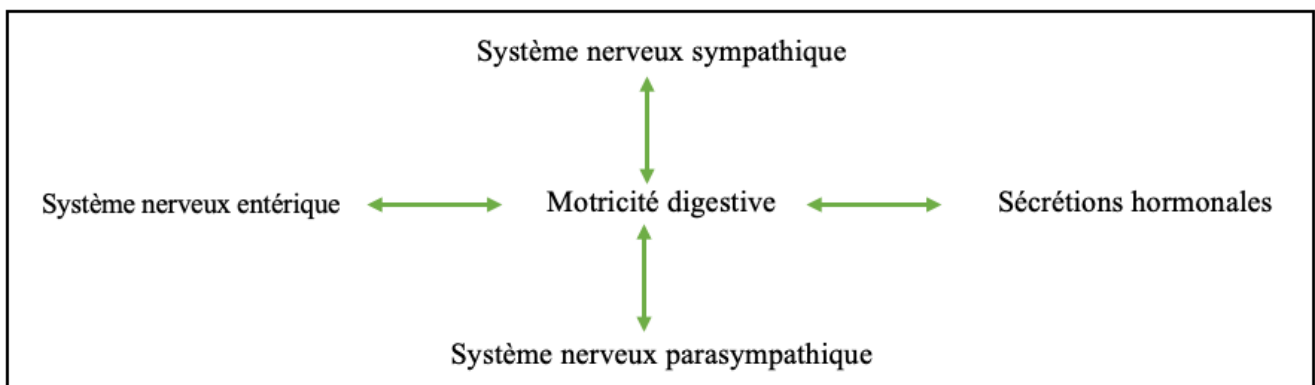 Système nerveux sympathique
Système nerveux entérique
Motricité digestive
Sécrétions hormonales
Système nerveux parasympathique